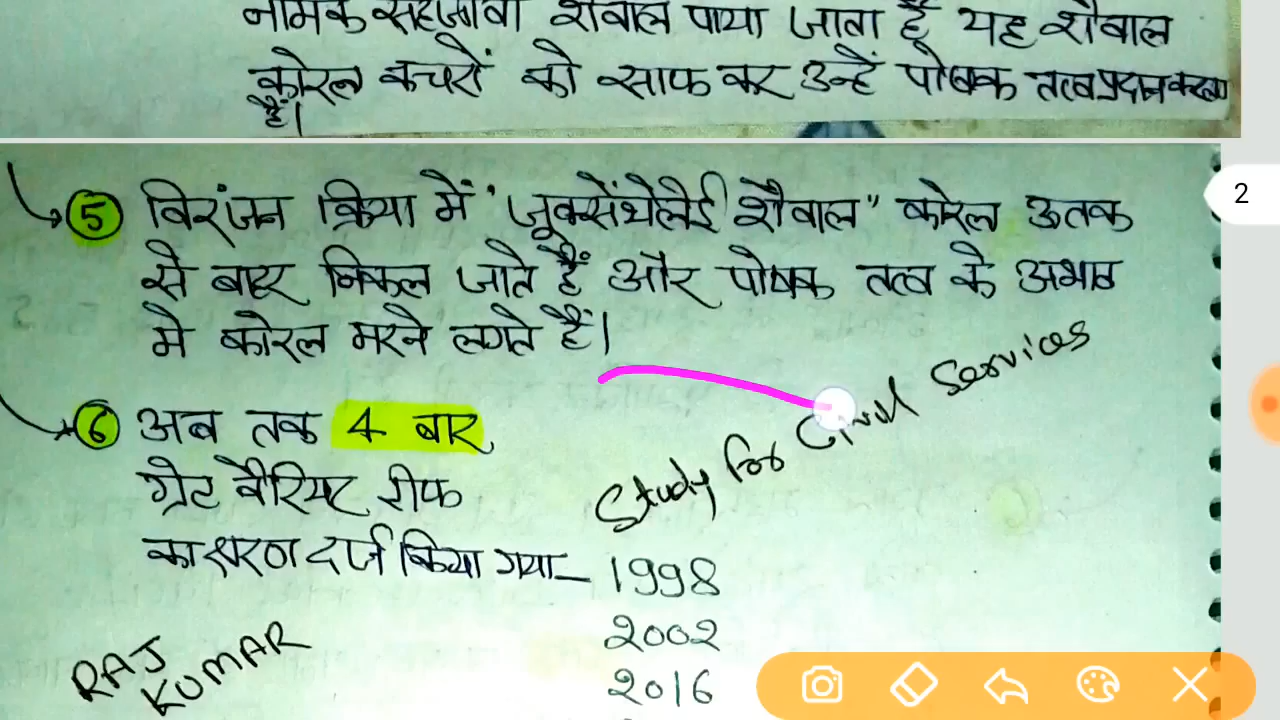 नामक सहजीवी शैवाल पाया जाता है यह शैवाल
कोरल कचरों को साफ कर उन्हें पोषक तत्व प्रदान करता
है।
2
5 विरंजन क्रिया में "जूक्सेंथेलेई शैवाल" कोरल ऊतक
से बाहर निकल जाते हैं और पोषक तत्व के अभाव
मे कोरल मरने लगते हैं।
6 अब तक 4 बार
ग्रेट बैरियर रीफ
का क्षरण दर्ज किया गया— 1998
2002
2016
Study for Civil Services
RAJ
KUMAR